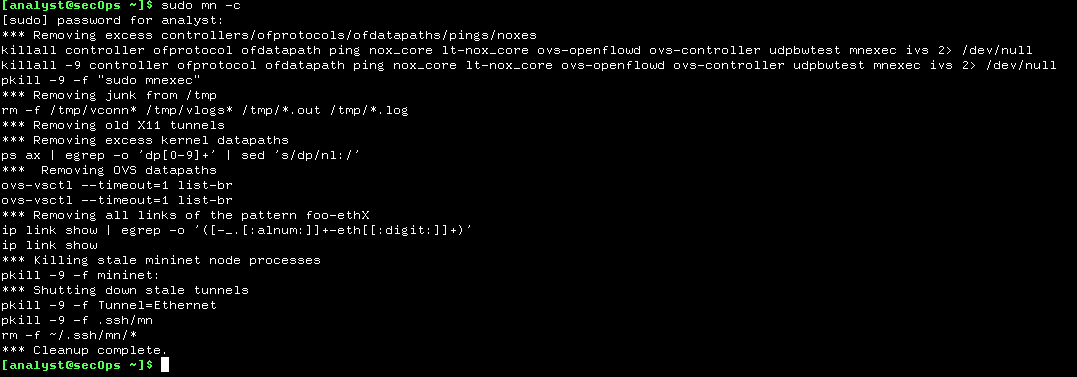 [analyst@secOps ~]$ sudo mn -c
[sudo] password for analyst:
*** Removing excess controllers/ofprotocols/ofdatapaths/pings/noxes
killall controller ofprotocol ofdatapath ping nox_core lt-nox_core ovs-openflowd ovs-controller udpbwtest mnexec ivs 2> /dev/null
killall -9 controller ofprotocol ofdatapath ping nox_core lt-nox_core ovs-openflowd ovs-controller udpbwtest mnexec ivs 2> /dev/null
pkill -9 -f "sudo mnexec"
*** Removing junk from /tmp
rm -f /tmp/vconn* /tmp/vlogs* /tmp/*.out /tmp/*.log
*** Removing old X11 tunnels
*** Removing excess kernel datapaths
ps ax | egrep -o 'dp[0-9]+' | sed 's/dp/nl:/'
***  Removing OVS datapaths
ovs-vsctl --timeout=1 list-br
ovs-vsctl --timeout=1 list-br
*** Removing all links of the pattern foo-ethX
ip link show | egrep -o '([-_.[:alnum:]]+-eth[[:digit:]]+)'
ip link show
*** Killing stale mininet node processes
pkill -9 -f mininet:
*** Shutting down stale tunnels
pkill -9 -f Tunnel=Ethernet
pkill -9 -f .ssh/mn
rm -f ~/.ssh/mn/*
*** Cleanup complete.
[analyst@secOps ~]$